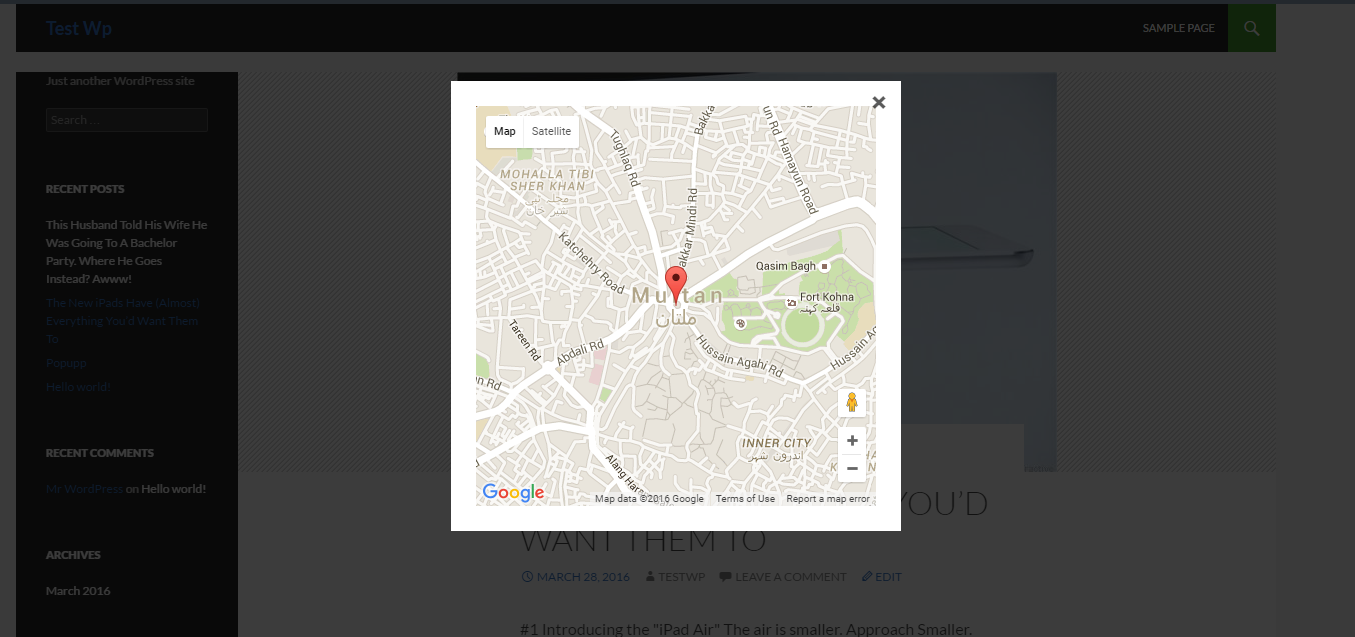 Test Wp
SAMPLE PAGE
Just another WordPress site
Search …
RECENT POSTS
This Husband Told His Wife He
Was Going To A Bachelor
Party. Where He Goes
Instead? Awww!
The New iPads Have (Almost)
Everything You'd Want Them
To
Popupp
Hello world!
RECENT COMMENTS
Mr WordPress on Hello world!
ARCHIVES
March 2016
Map
Satellite
Tughlaq Rd
Hamayun Road
MOHALLA TIBI
SHER KHAN
محلہ تبی
شیر خان
Katchehry Road
akkar Mindi Rd
Qasim Bagh
Multan
ملتان
Fort Kohna
قلعہ کہنہ
Tareen Rd
Abdali Rd
Hussain Agahi Rd
INNER CITY
اندرون شہر
Google
Map data ©2016 Google
Terms of Use
Report a map error
YOU'D
WANT THEM TO
MARCH 28, 2016 TESTWP LEAVE A COMMENT EDIT
#1 Introducing the "iPad Air" The air is smaller. Approach Smaller.